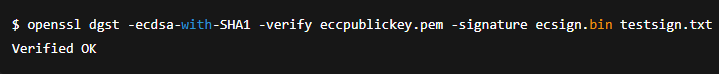 $ openssl dgst -ecdsa-with-SHA1 -verify eccpublickey.pem -signature ecsign.bin testsign.txt
Verified OK